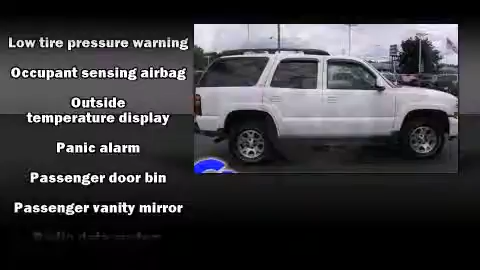 Low tire pressure warning
Occupant sensing airbag
Outside
temperature display
Panic alarm
Passenger door bin
Passenger vanity mirror